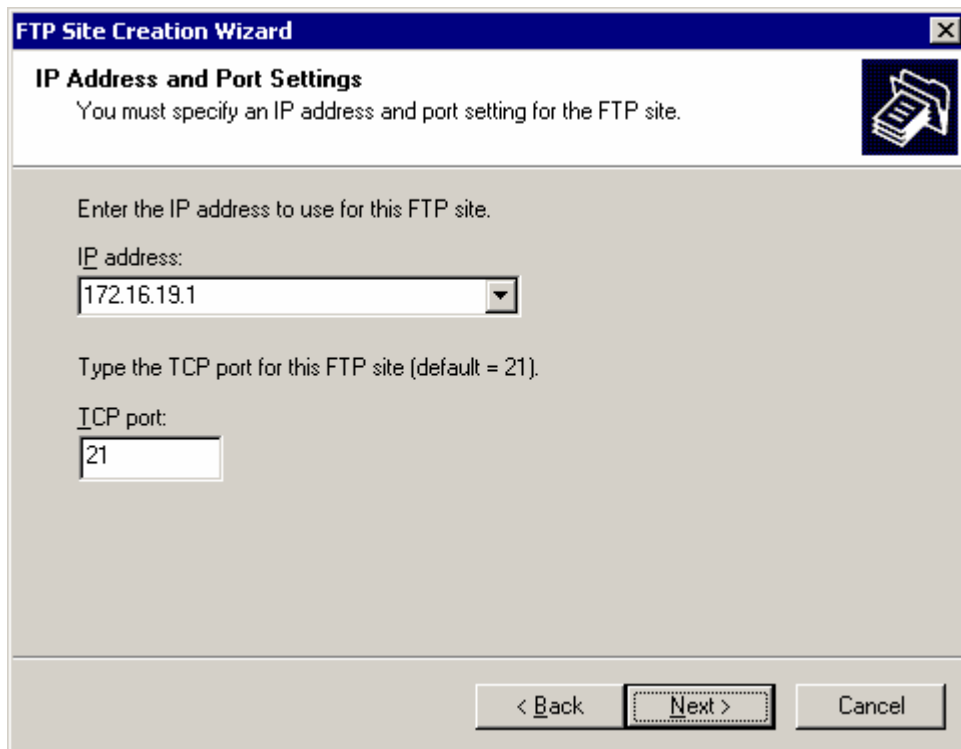 FTP Site Creation Wizard
IP Address and Port Settings
You must specify an IP address and port setting for the FTP site.
Enter the IP address to use for this FTP site.
IP address:
172.16.19.1
Type the TCP port for this FTP site (default = 21).
TCP port:
21
< Back
Next >
Cancel